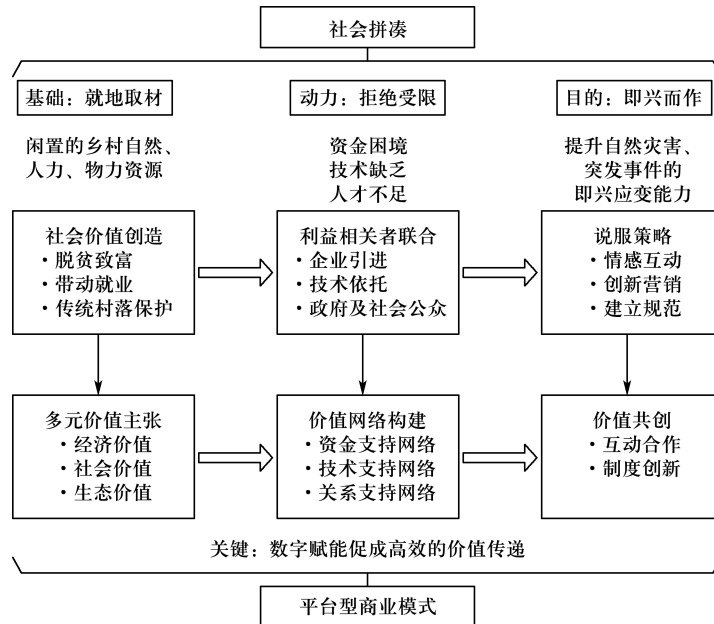 社会拼凑
基础：就地取材
动力：拒绝受限
目的：即兴而作
闲置的乡村自然、
人力、物力资源
资金困境
技术缺乏
人才不足
提升自然灾害、
突发事件的
即兴应变能力
社会价值创造
·脱贫致富
·带动就业
·传统村落保护
利益相关者联合
·企业引进
·技术依托
·政府及社会公众
说服策略
·情感互动
·创新营销
·建立规范
多元价值主张
·经济价值
·社会价值
·生态价值
价值网络构建
·资金支持网络
·技术支持网络
·关系支持网络
价值共创
·互动合作
·制度创新
关键：数字赋能促成高效的价值传递
平台型商业模式